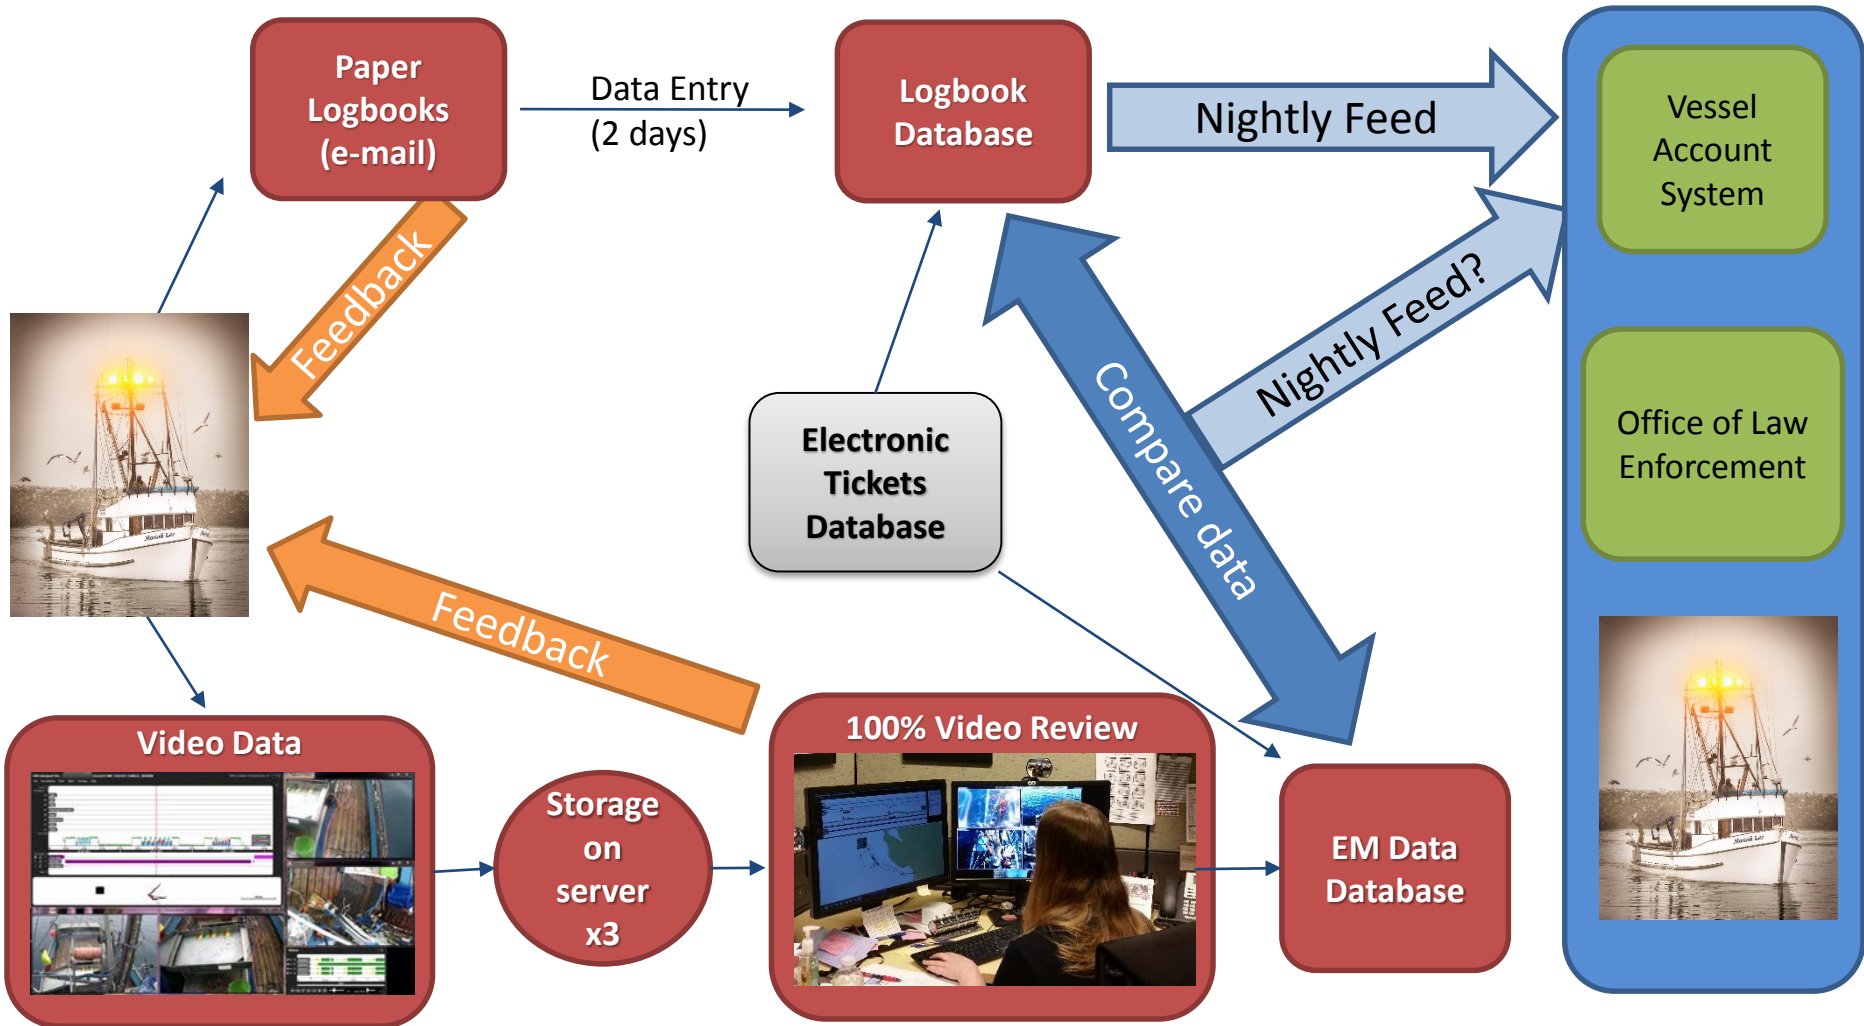 Paper
Logbooks
(e-mail)
Data Entry
(2 days)
Logbook
Database
Nightly Feed
Vessel
Account
System
Feedback
Nightly Feed?
Compare data
Electronic
Tickets
Database
Office of Law
Enforcement
Feedback
Video Data
Storage
on
server
x3
100% Video Review
EM Data
Database